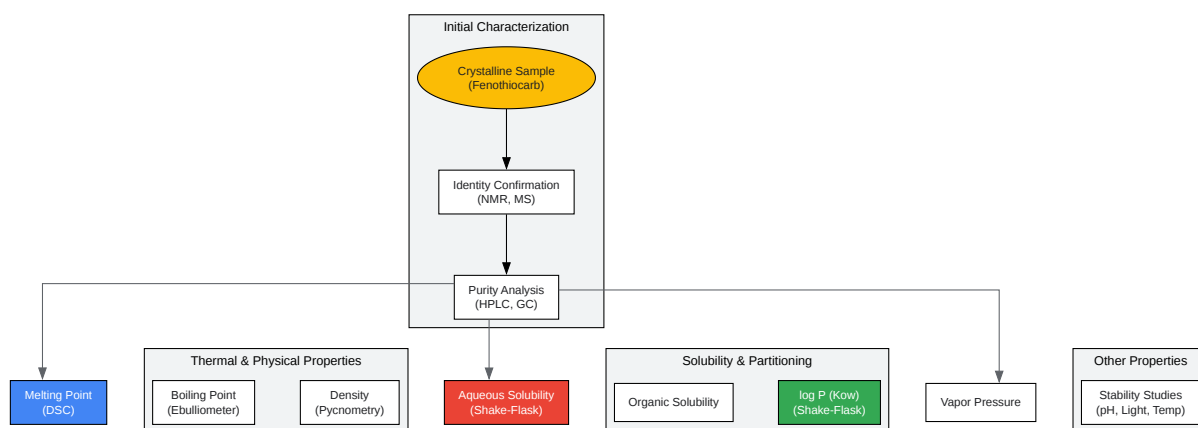 Initial Characterization
Crystalline Sample
(Fenothiocarb)
Identity Confirmation
(NMR, MS)
Purity Analysis
(HPLC, GC)
Thermal & Physical Properties
Solubility & Partitioning
Other Properties
Melting Point
(DSC)
Boiling Point
(Ebulliometer)
Density
(Pycnometry)
Aqueous Solubility
(Shake-Flask)
Organic Solubility
log P (Kow)
(Shake-Flask)
Vapor Pressure
Stability Studies
(pH, Light, Temp)